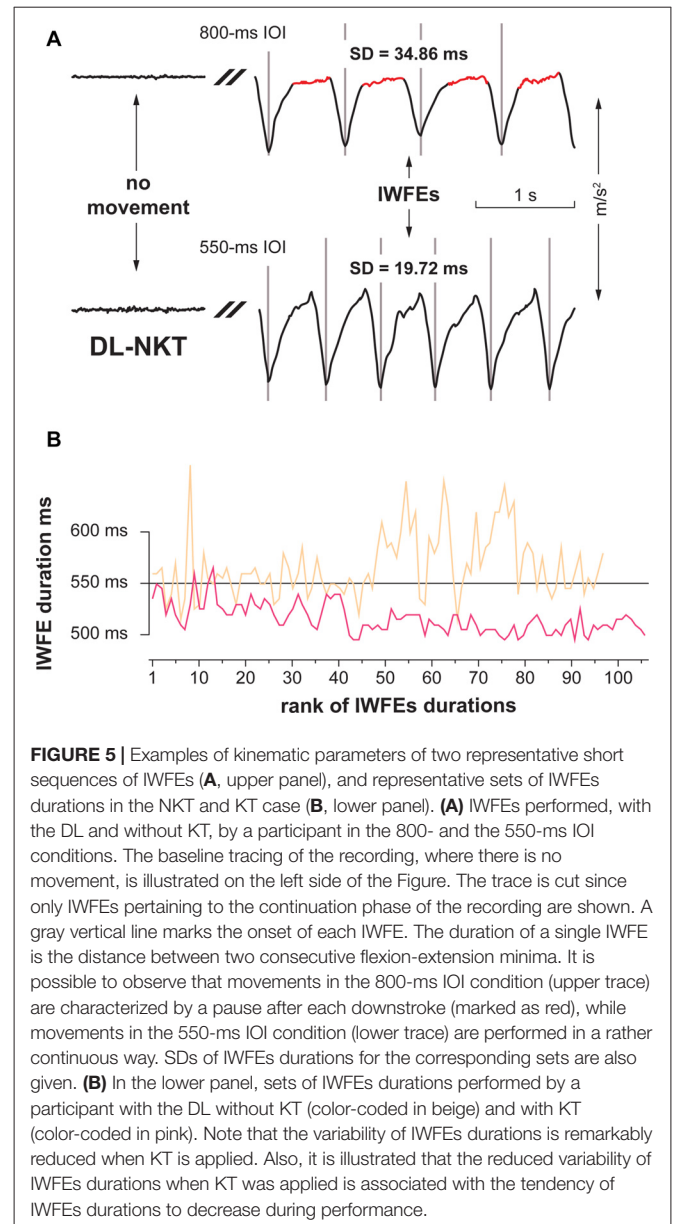 A
800-ms IOI
SD = 34.86 ms
no
movement
IWFEs
1 s
m/s²
550-ms IOI
SD = 19.72 ms
DL-NKT
B
IWFE duration ms
600 ms
550 ms
500 ms
1 10 20 30 40 50 60 70 80 90 100
rank of IWFEs durations
FIGURE 5 | Examples of kinematic parameters of two representative short
sequences of IWFEs (A, upper panel), and representative sets of IWFEs
durations in the NKT and KT case (B, lower panel). (A) IWFEs performed, with
the DL and without KT, by a participant in the 800- and the 550-ms IOI
conditions. The baseline tracing of the recording, where there is no
movement, is illustrated on the left side of the Figure. The trace is cut since
only IWFEs pertaining to the continuation phase of the recording are shown. A
gray vertical line marks the onset of each IWFE. The duration of a single IWFE
is the distance between two consecutive flexion-extension minima. It is
possible to observe that movements in the 800-ms IOI condition (upper trace)
are characterized by a pause after each downstroke (marked as red), while
movements in the 550-ms IOI condition (lower trace) are performed in a rather
continuous way. SDs of IWFEs durations for the corresponding sets are also
given. (B) In the lower panel, sets of IWFEs durations performed by a
participant with the DL without KT (color-coded in beige) and with KT
(color-coded in pink). Note that the variability of IWFEs durations is remarkably
reduced when KT is applied. Also, it is illustrated that the reduced variability of
IWFEs durations when KT was applied is associated with the tendency of
IWFEs durations to decrease during performance.